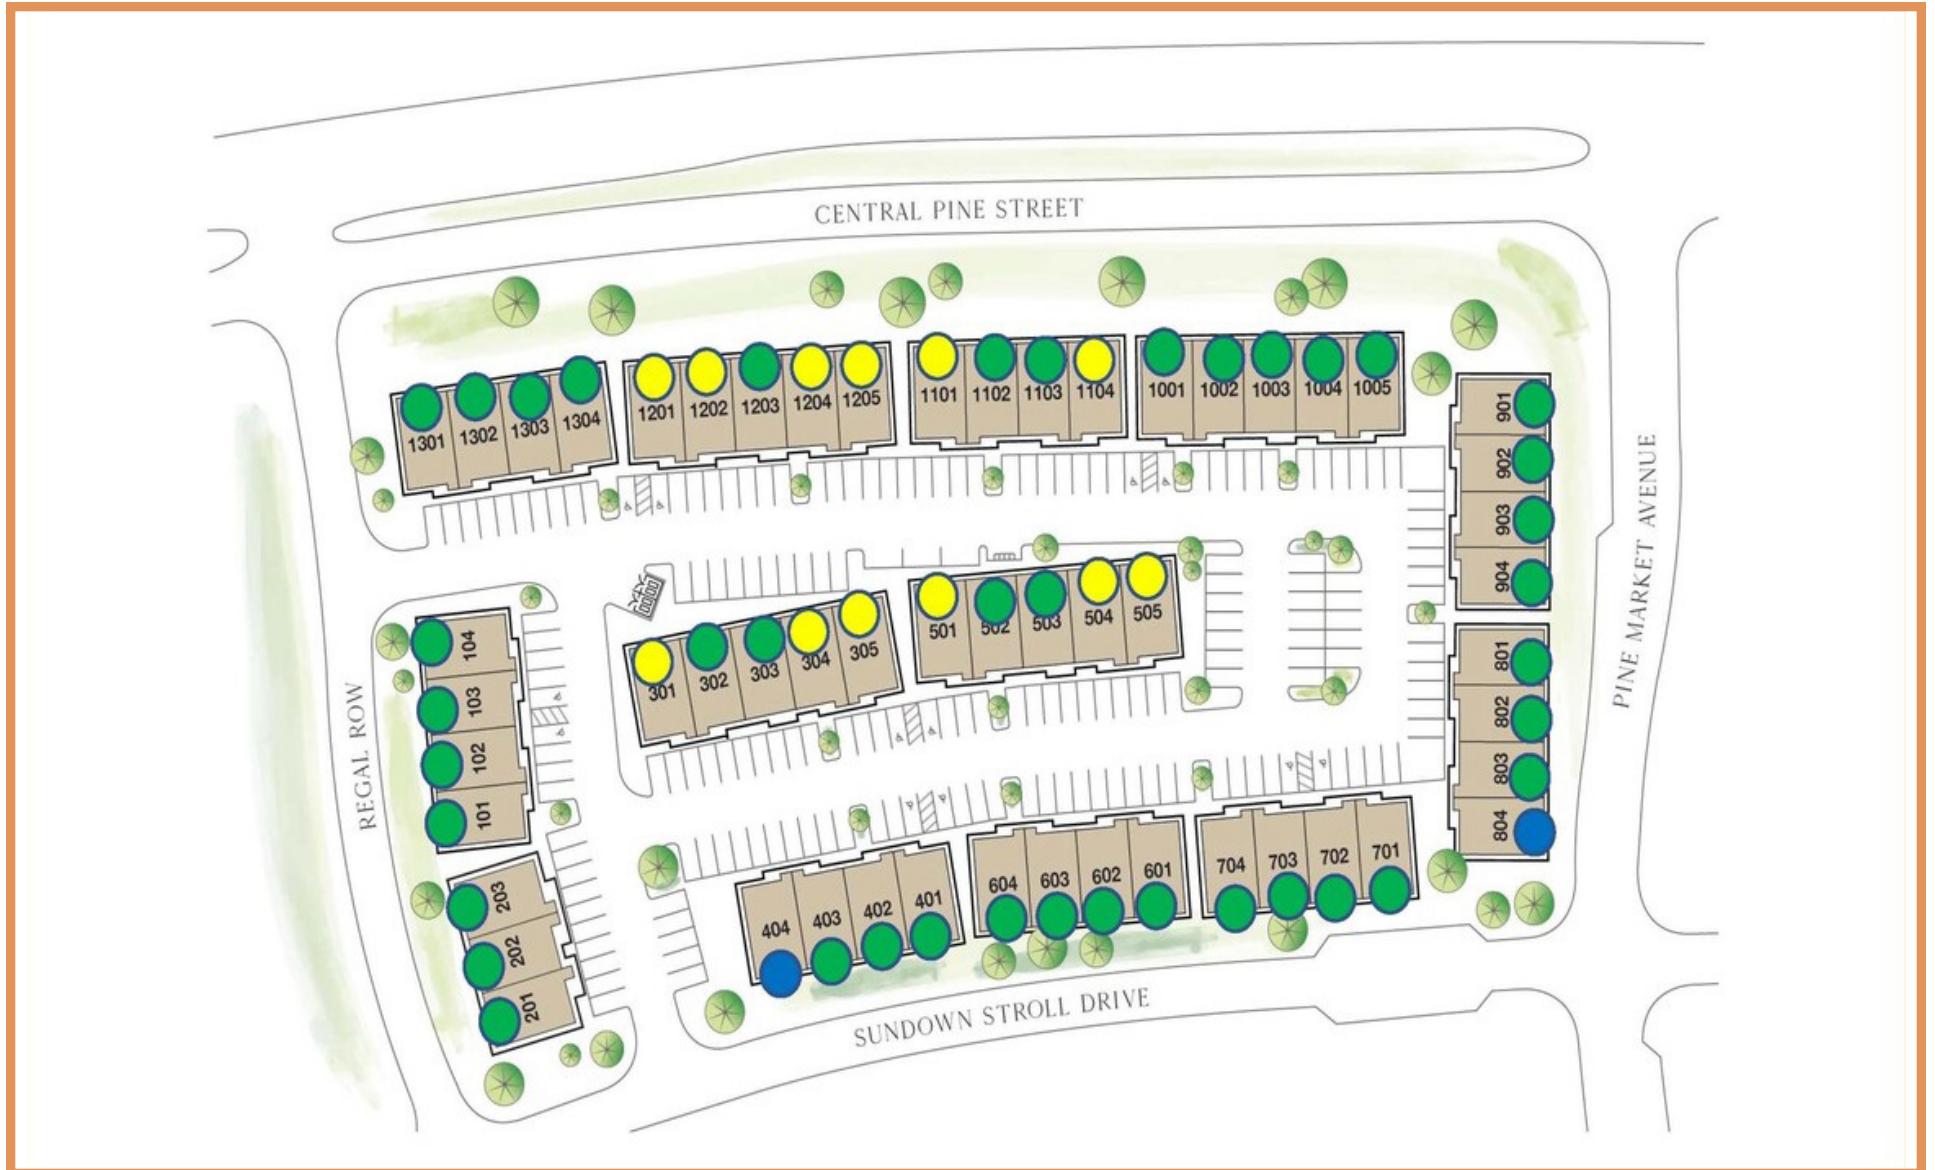 CENTRAL PINE STREET
1301 1302 1303 1304
1201 1202 1203 1204 1205
1101 1102 1103 1104
1001 1002 1003 1004 1005
901
902
903
904
801
802
803
804
PINE MARKET AVENUE
104
103
102
101
REGAL ROW
203
202
201
301 302 303 304 305
501 502 503 504 505
404 403 402 401
604 603 602 601
704 703 702 701
SUNDOWN STROLL DRIVE